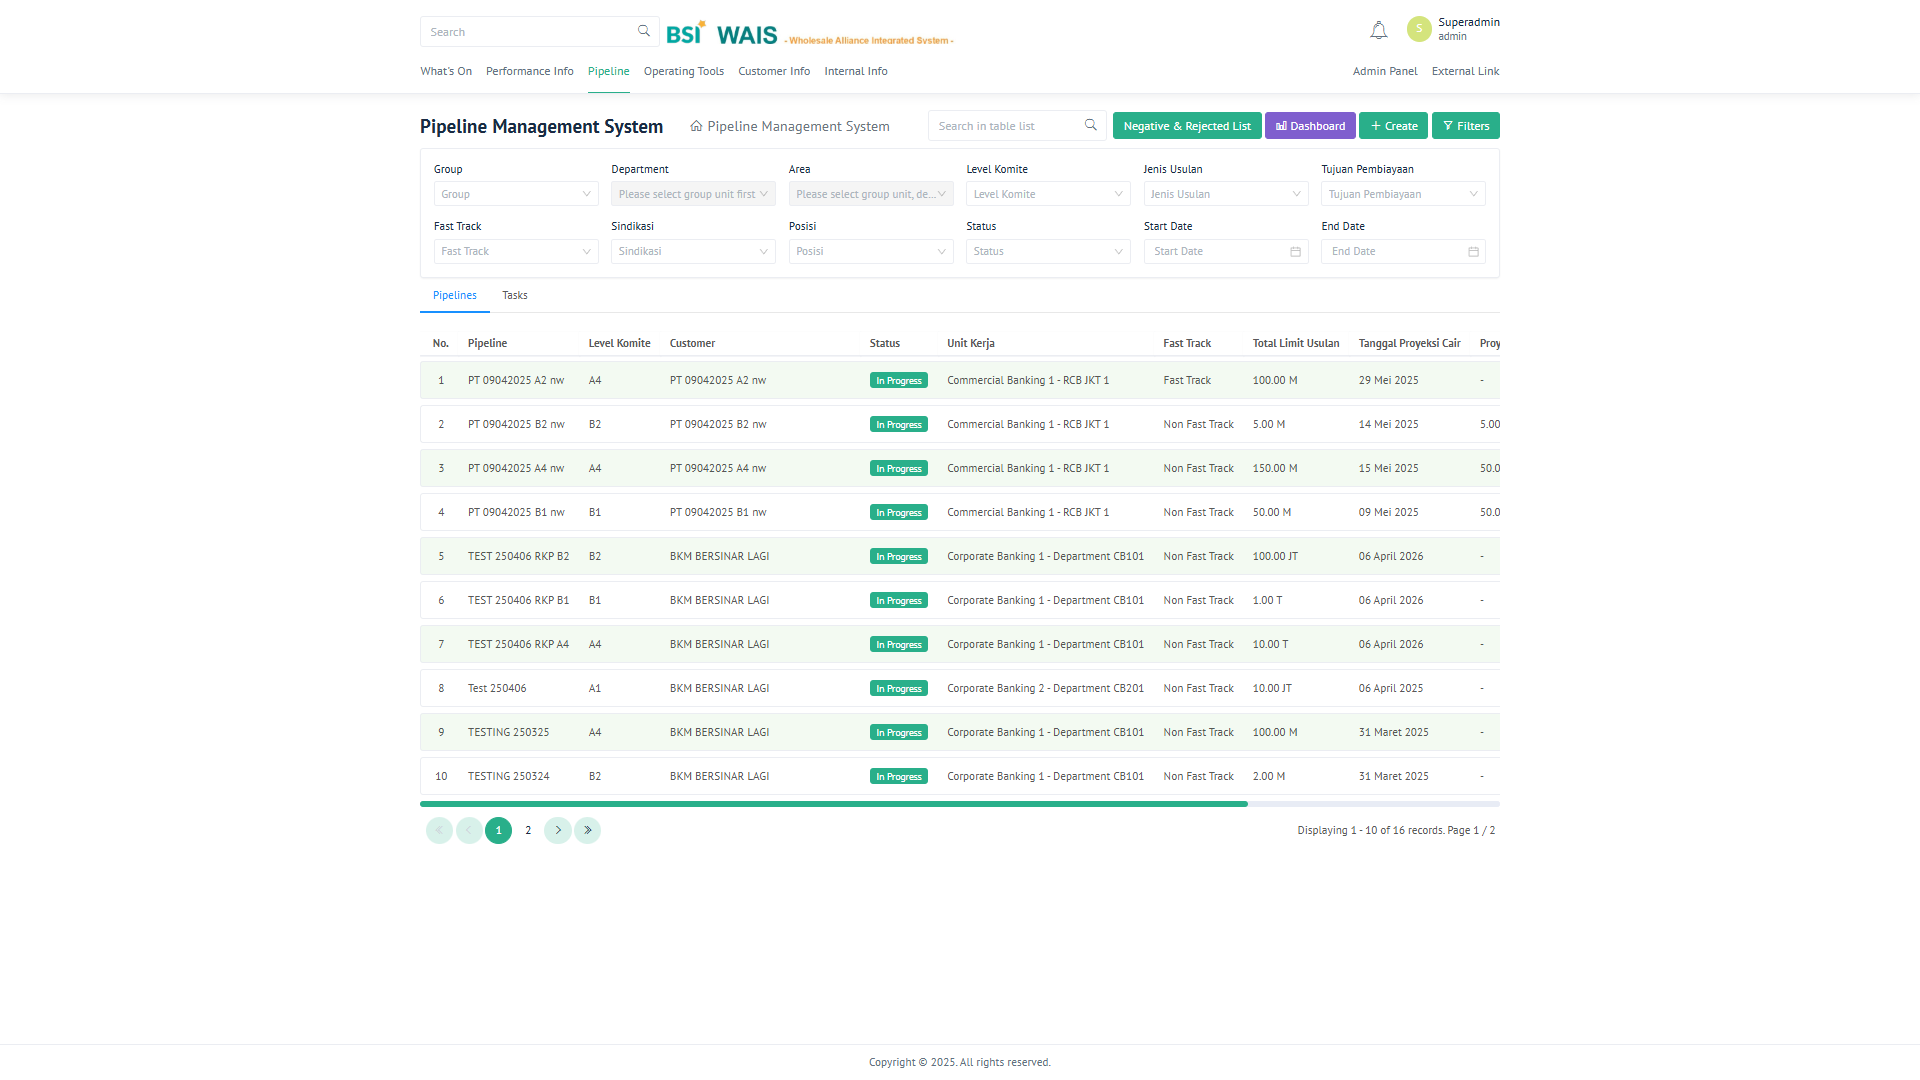 Search
BSI WAIS - Wholesale Alliance Integrated System -
S Superadmin
admin
What's On Performance Info Pipeline Operating Tools Customer Info Internal Info Admin Panel External Link
Pipeline Management System Pipeline Management System Search in table list Negative & Rejected List Dashboard + Create Filters
Group Department Area Level Komite Jenis Usulan Tujuan Pembiayaan
Group Please select group unit first Please select group unit, de... Level Komite Jenis Usulan Tujuan Pembiayaan
Fast Track Sindikasi Posisi Status Start Date End Date
Fast Track Sindikasi Posisi Status Start Date End Date
Pipelines Tasks
No. Pipeline Level Komite Customer Status Unit Kerja Fast Track Total Limit Usulan Tanggal Proyeksi Cair Proy
1 PT 09042025 A2 nw A4 PT 09042025 A2 nw In Progress Commercial Banking 1 - RCB JKT 1 Fast Track 100.00 M 29 Mei 2025 -
2 PT 09042025 B2 nw B2 PT 09042025 B2 nw In Progress Commercial Banking 1 - RCB JKT 1 Non Fast Track 5.00 M 14 Mei 2025 5.00
3 PT 09042025 A4 nw A4 PT 09042025 A4 nw In Progress Commercial Banking 1 - RCB JKT 1 Non Fast Track 150.00 M 15 Mei 2025 50.0
4 PT 09042025 B1 nw B1 PT 09042025 B1 nw In Progress Commercial Banking 1 - RCB JKT 1 Non Fast Track 50.00 M 09 Mei 2025 50.0
5 TEST 250406 RKP B2 B2 BKM BERSINAR LAGI In Progress Corporate Banking 1 - Department CB101 Non Fast Track 100.00 JT 06 April 2026 -
6 TEST 250406 RKP B1 B1 BKM BERSINAR LAGI In Progress Corporate Banking 1 - Department CB101 Non Fast Track 1.00 T 06 April 2026 -
7 TEST 250406 RKP A4 A4 BKM BERSINAR LAGI In Progress Corporate Banking 1 - Department CB101 Non Fast Track 10.00 T 06 April 2026 -
8 Test 250406 A1 BKM BERSINAR LAGI In Progress Corporate Banking 2 - Department CB201 Non Fast Track 10.00 JT 06 April 2025 -
9 TESTING 250325 A4 BKM BERSINAR LAGI In Progress Corporate Banking 1 - Department CB101 Non Fast Track 100.00 M 31 Maret 2025 -
10 TESTING 250324 B2 BKM BERSINAR LAGI In Progress Corporate Banking 1 - Department CB101 Non Fast Track 2.00 M 31 Maret 2025 -
1 2 Displaying 1 - 10 of 16 records. Page 1 / 2
Copyright © 2025. All rights reserved.